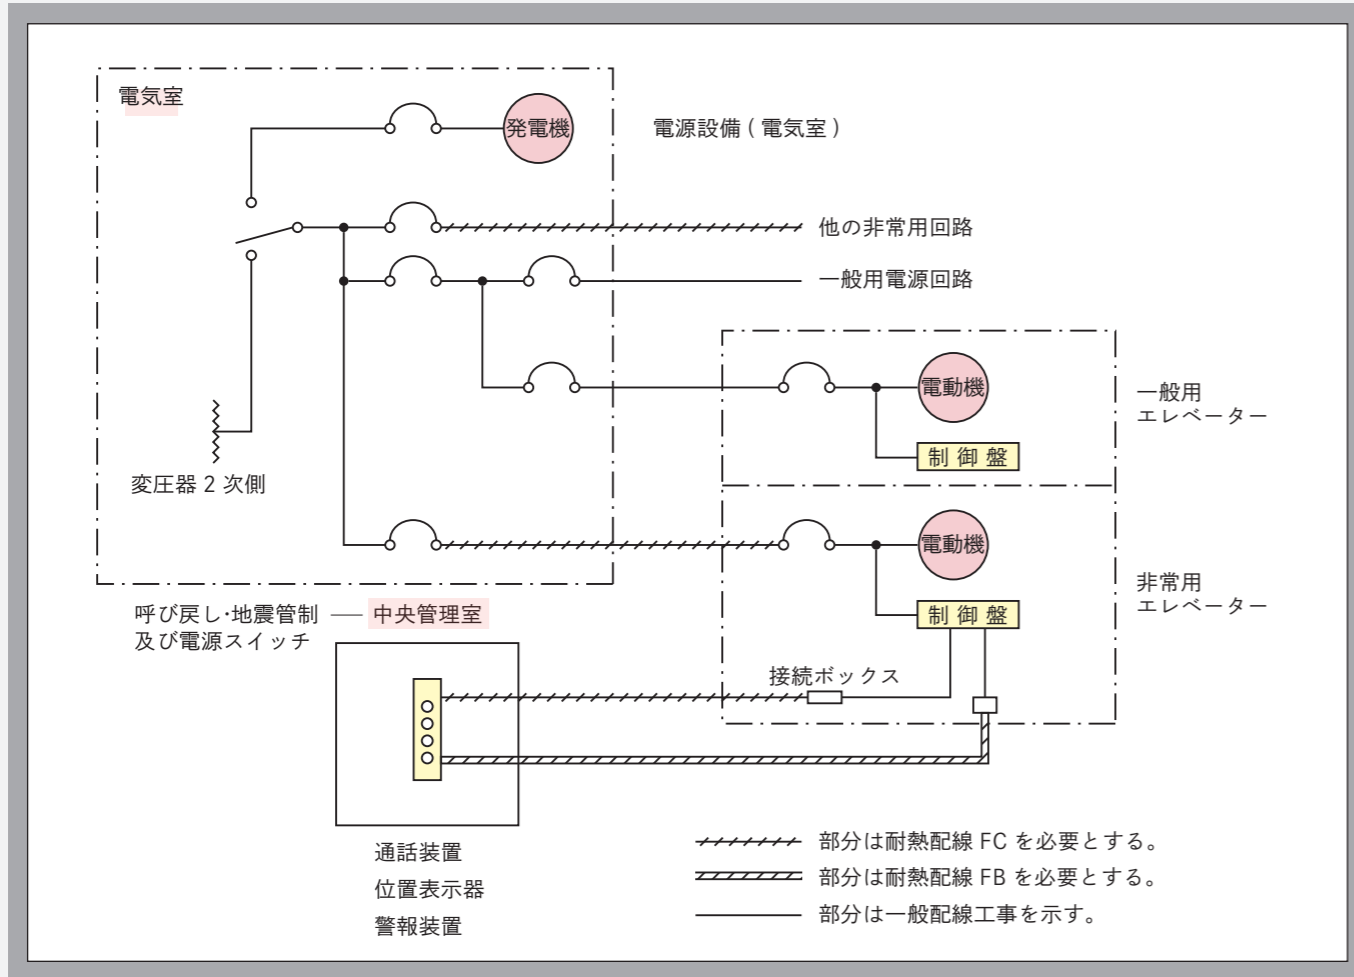 電気室
発電機
電源設備 ( 電気室 )
他の非常用回路
一般用電源回路
電動機
一般用
エレベーター
制 御 盤
変圧器 2 次側
電動機
非常用
エレベーター
制 御 盤
呼び戻し・地震管制
及び電源スイッチ
中央管理室
接続ボックス
通話装置
位置表示器
警報装置
部分は耐熱配線 FC を必要とする。
部分は耐熱配線 FB を必要とする。
部分は一般配線工事を示す。